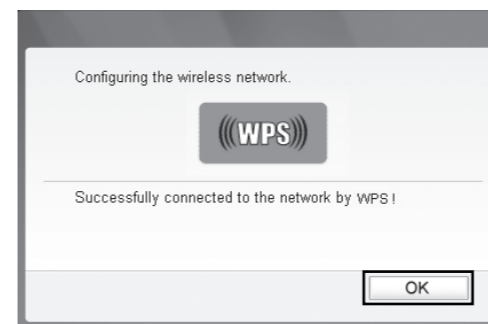 Configuring the wireless network.
(((WPS)))
Successfully connected to the network by WPS!
OK